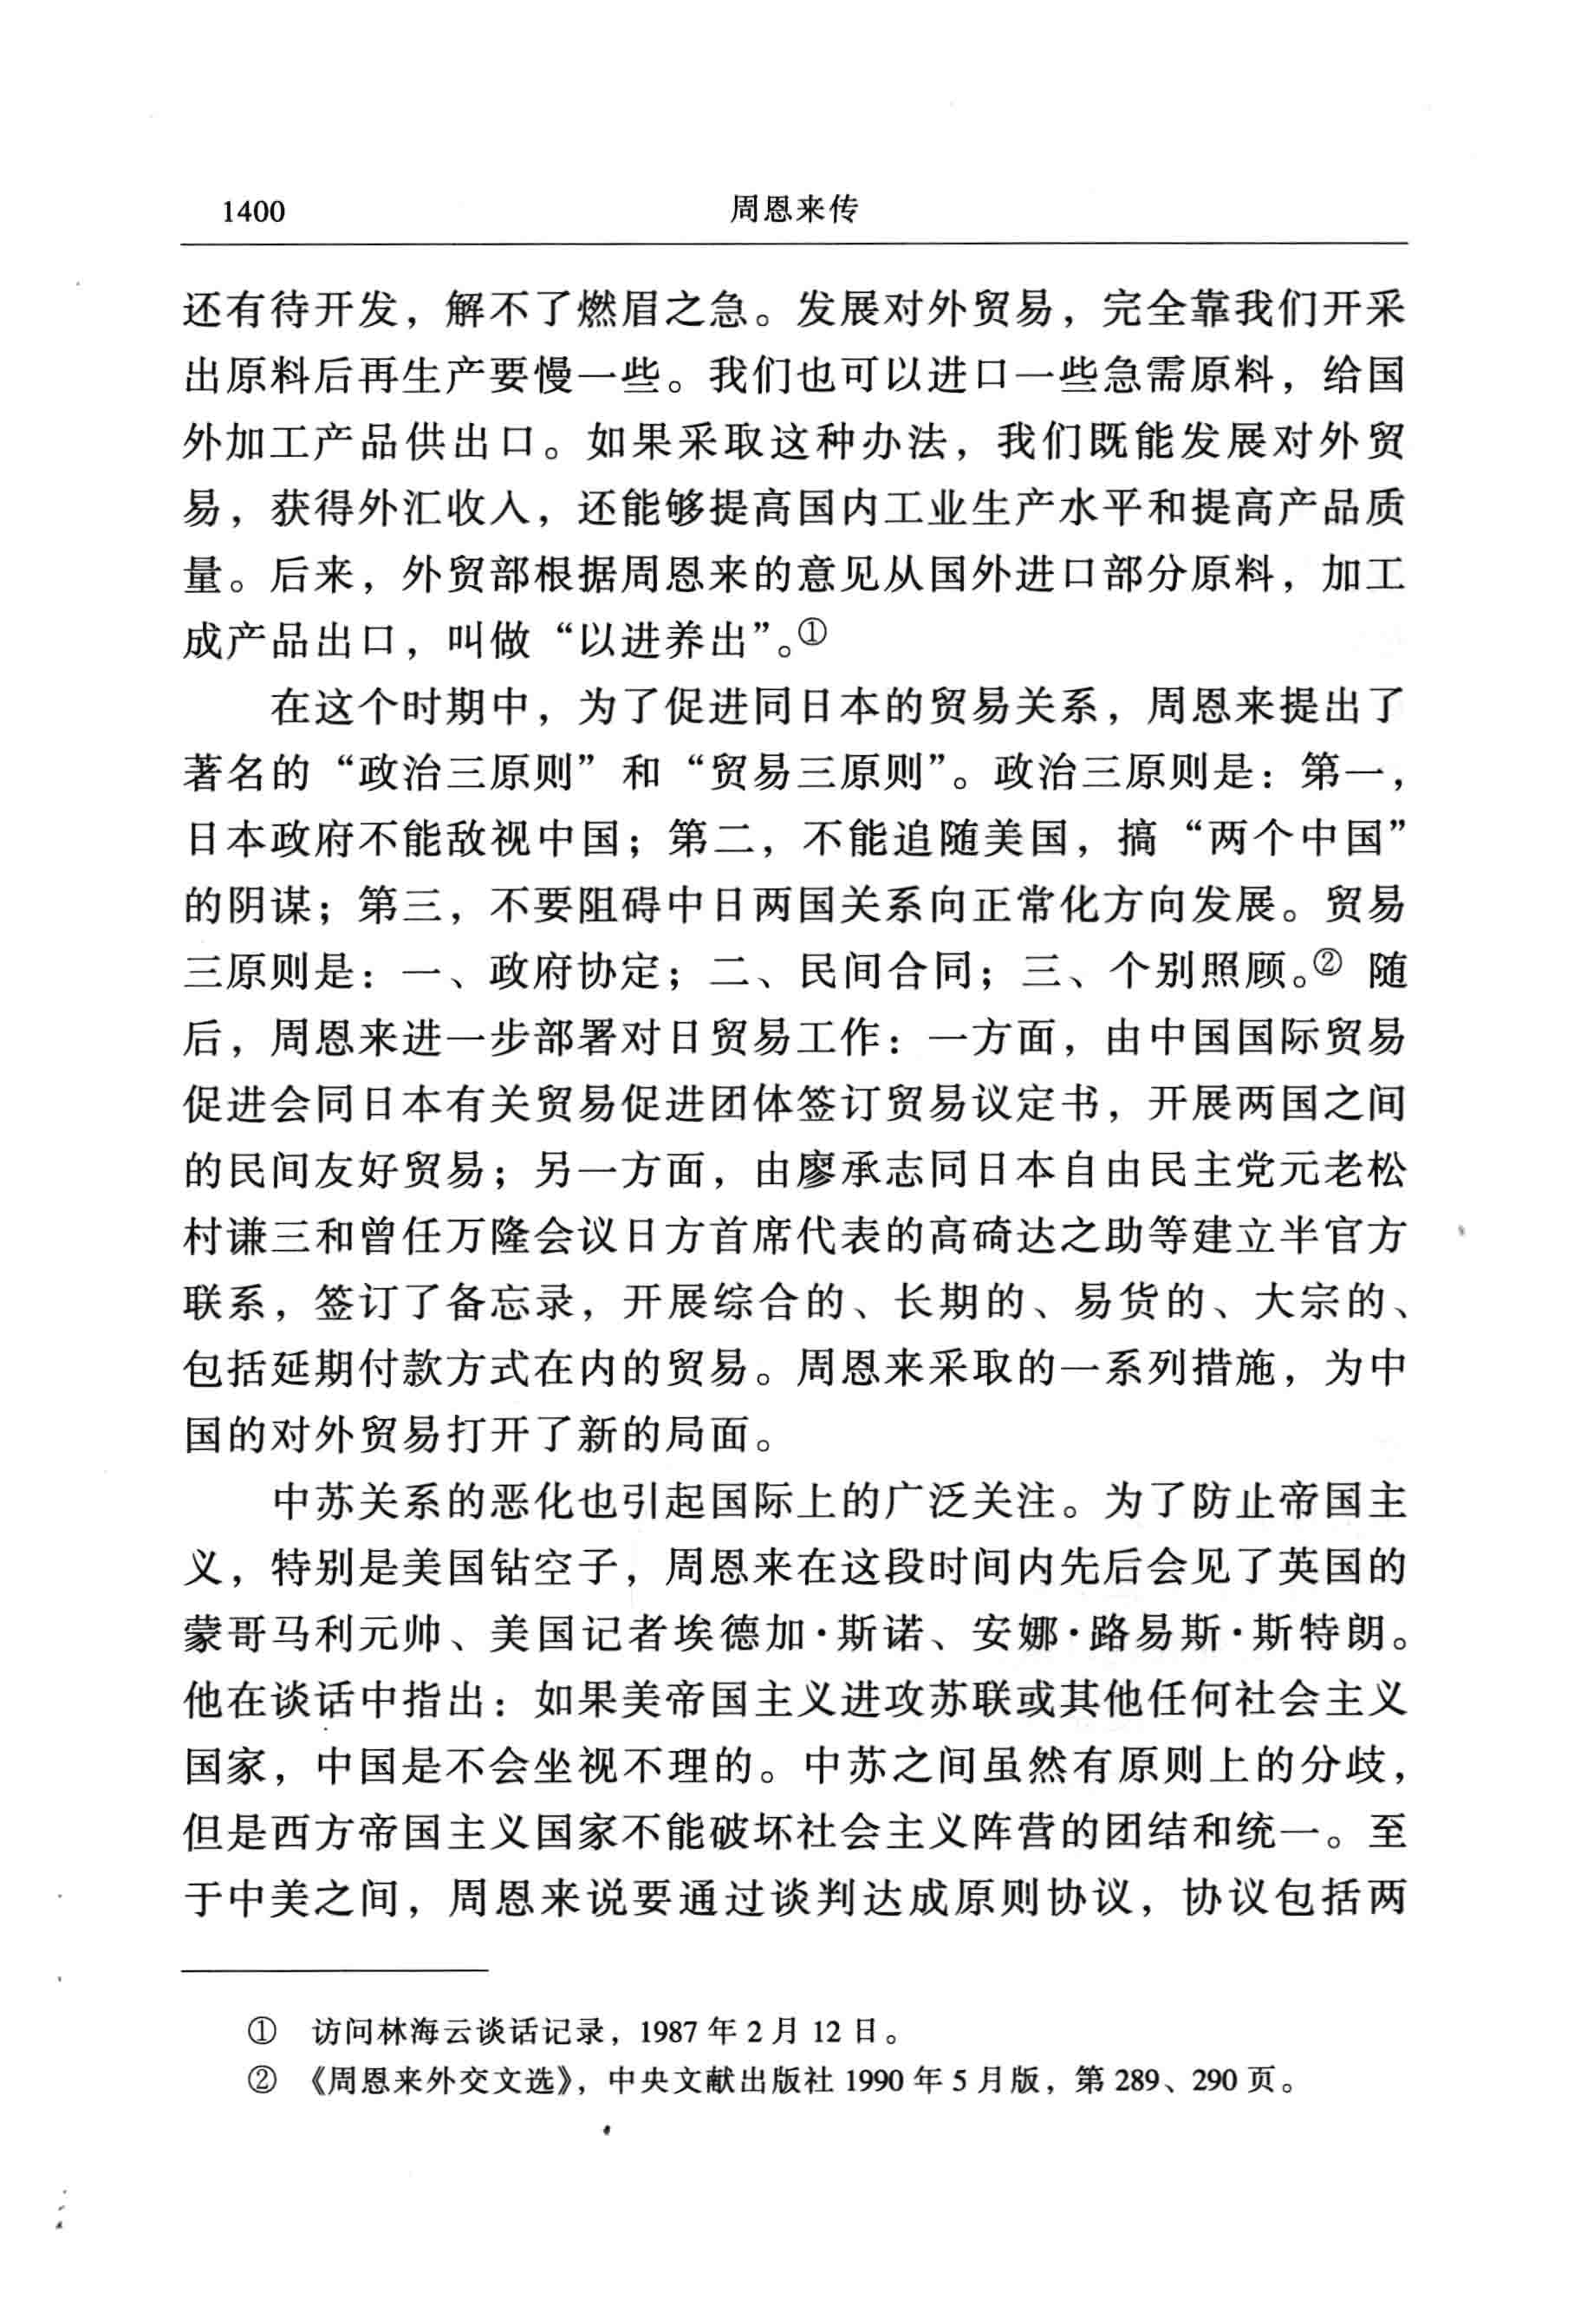 1400
周恩来传
还有待开发，解不了燃眉之急。发展对外贸易，完全靠我们开采
出原料后再生产要慢一些。我们也可以进口一些急需原料，给国
外加工产品供出口。如果采取这种办法，我们既能发展对外贸
易，获得外汇收入，还能够提高国内工业生产水平和提高产品质
量。后来，外贸部根据周恩来的意见从国外进口部分原料，加工
成产品出口，叫做“以进养出”。①
在这个时期中，为了促进同日本的贸易关系，周恩来提出了
著名的“政治三原则”和“贸易三原则”。政治三原则是：第一，
日本政府不能敌视中国；第二，不能追随美国，搞“两个中国”
的阴谋；第三，不要阻碍中日两国关系向正常化方向发展。贸易
三原则是：一、政府协定；二、民间合同；三、个别照顾。② 随
后，周恩来进一步部署对日贸易工作：一方面，由中国国际贸易
促进会同日本有关贸易促进团体签订贸易议定书，开展两国之间
的民间友好贸易；另一方面，由廖承志同日本自由民主党元老松
村谦三和曾任万隆会议日方首席代表的高碕达之助等建立半官方
联系，签订了备忘录，开展综合的、长期的、易货的、大宗的、
包括延期付款方式在内的贸易。周恩来采取的一系列措施，为中
国的对外贸易打开了新的局面。
中苏关系的恶化也引起国际上的广泛关注。为了防止帝国主
义，特别是美国钻空子，周恩来在这段时间内先后会见了英国的
蒙哥马利元帅、美国记者埃德加·斯诺、安娜·路易斯·斯特朗。
他在谈话中指出：如果美帝国主义进攻苏联或其他任何社会主义
国家，中国是不会坐视不理的。中苏之间虽然有原则上的分歧，
但是西方帝国主义国家不能破坏社会主义阵营的团结和统一。至
于中美之间，周恩来说要通过谈判达成原则协议，协议包括两
① 访问林海云谈话记录，1987 年 2 月 12 日。
② 《周恩来外交文选》，中央文献出版社 1990 年 5 月版，第 289、290 页。